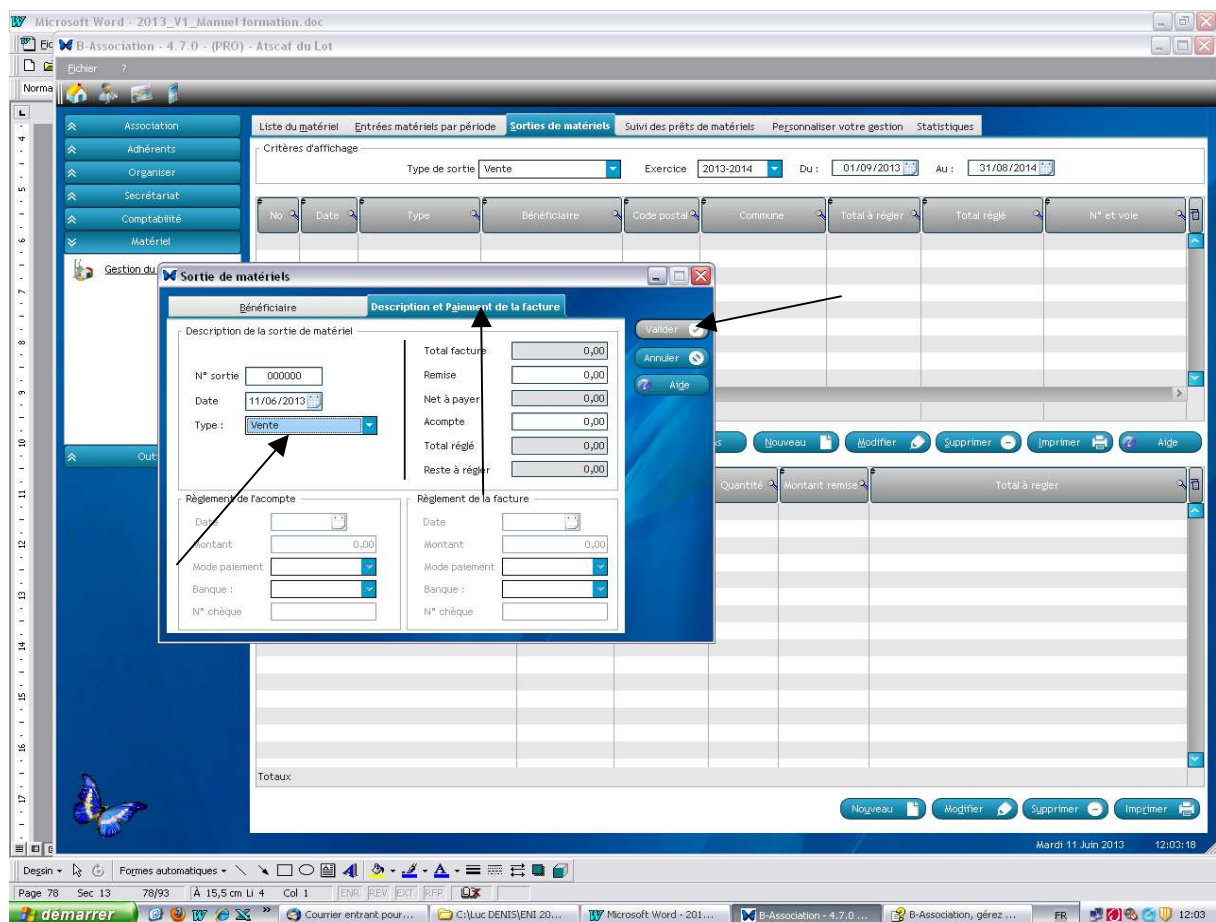 Microsoft Word - 2013_V1_Manuel formation.doc
B-Association - 4.7.0 - (PRO) - Atscaf du Lot
Fichier ?
Norma
Association
Adhérents
Organiser
Secrétariat
Comptabilité
Matériel
Gestion du
Liste du matériel Entrées matériels par période Sorties de matériels Suivi des prêts de matériels Personnaliser votre gestion Statistiques
Critères d'affichage
Type de sortie Vente Exercice 2013-2014 Du : 01/09/2013 Au : 31/08/2014
No Date Type Bénéficiaire Code postal Commune Total à régler Total réglé N° et voie
Sortie de matériels
Bénéficiaire Description et Paiement de la facture
Description de la sortie de matériel
N° sortie 000000
Date 11/06/2013
Type : Vente
Total facture 0,00
Remise 0,00
Net à payer 0,00
Acompte 0,00
Total réglé 0,00
Reste à régler 0,00
Valider
Annuler
Aide
Règlement de l'acompte
Date
Montant 0,00
Mode paiement
Banque :
N° chèque
Règlement de la facture
Date
Montant 0,00
Mode paiement
Banque :
N° chèque
Nouveau Modifier Supprimer Imprimer Aide
Quantité Montant remise Total à regler
Totaux
Nouveau Modifier Supprimer Imprimer
Mardi 11 Juin 2013 12:03:18
Dessin Formes automatiques
Page 78 Sec 13 78/93 À 15,5 cm Li 4 Col 1 ENR REV EXT RFP
démarrer Courrier entrant pour... C:\Luc DENIS\ENI 20... Microsoft Word - 201... B-Association - 4.7.0 ... B-Association, gérez ... FR 12:03